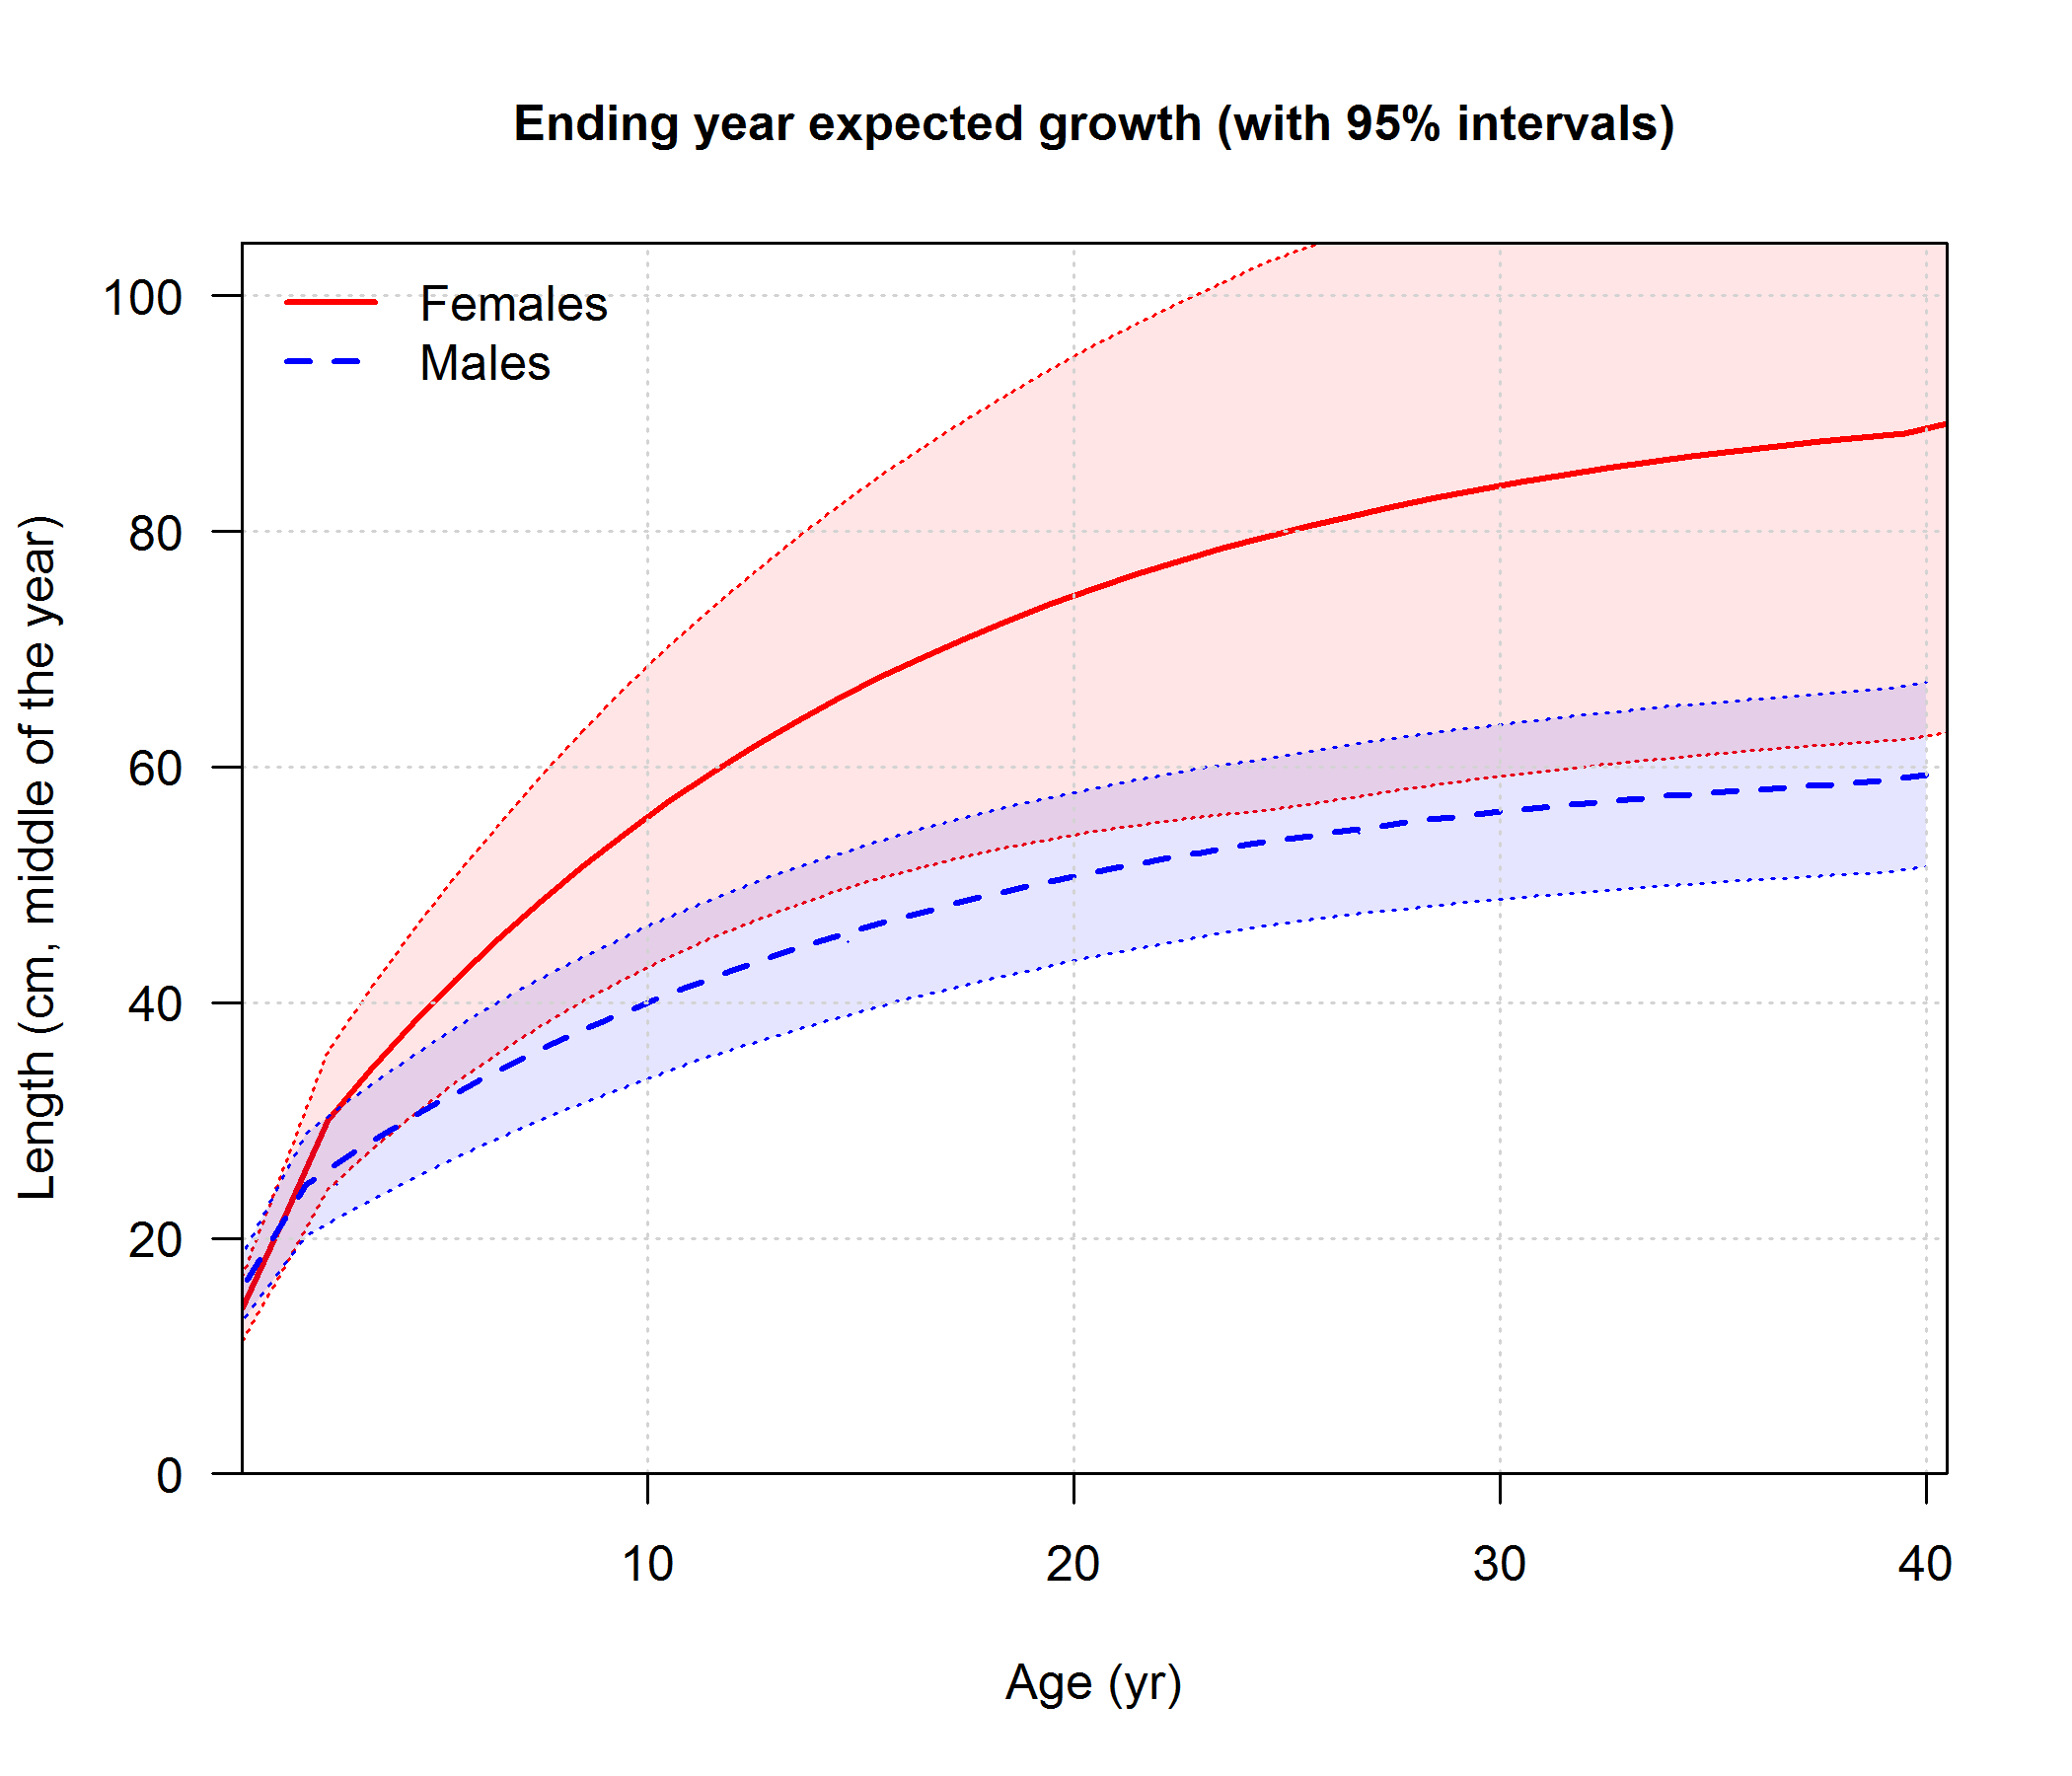 Ending year expected growth (with 95% intervals)
Females
Males
Length (cm, middle of the year)
100
80
60
40
20
0
10
20
30
40
Age (yr)